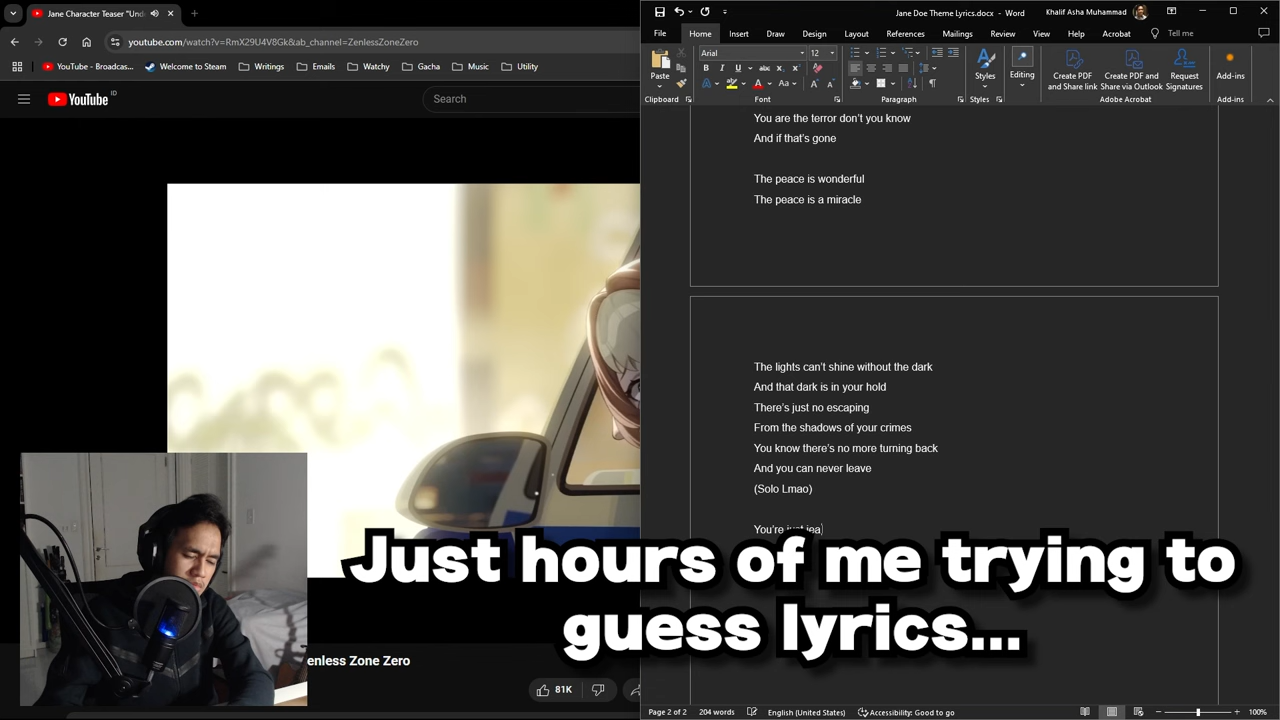 Jane Character Teaser "Und
youtube.com/watch?v=RmX29U4V8Gk&ab_channel=ZenlessZoneZero
YouTube - Broadcas...
Welcome to Steam
Writings
Emails
Watchy
Gacha
Music
Utility
YouTube ID
Search
enless Zone Zero
81K
Jane Doe Theme Lyrics.docx - Word
Khalif Asha Muhammad
File Home Insert Draw Design Layout References Mailings Review View Help Acrobat Tell me
Paste
Clipboard
Arial 12
B I U ab x x
A A Aa A A
Font
Paragraph
Styles
Styles
Editing
Create PDF and Share link
Create PDF and Share via Outlook
Request Signatures
Adobe Acrobat
Add-ins
Add-ins
You are the terror don't you know
And if that's gone
The peace is wonderful
The peace is a miracle
The lights can't shine without the dark
And that dark is in your hold
There's just no escaping
From the shadows of your crimes
You know there's no more turning back
And you can never leave
(Solo Lmao)
You're just jea
Just hours of me trying to
guess lyrics...
Page 2 of 2 204 words English (United States) Accessibility: Good to go 100%